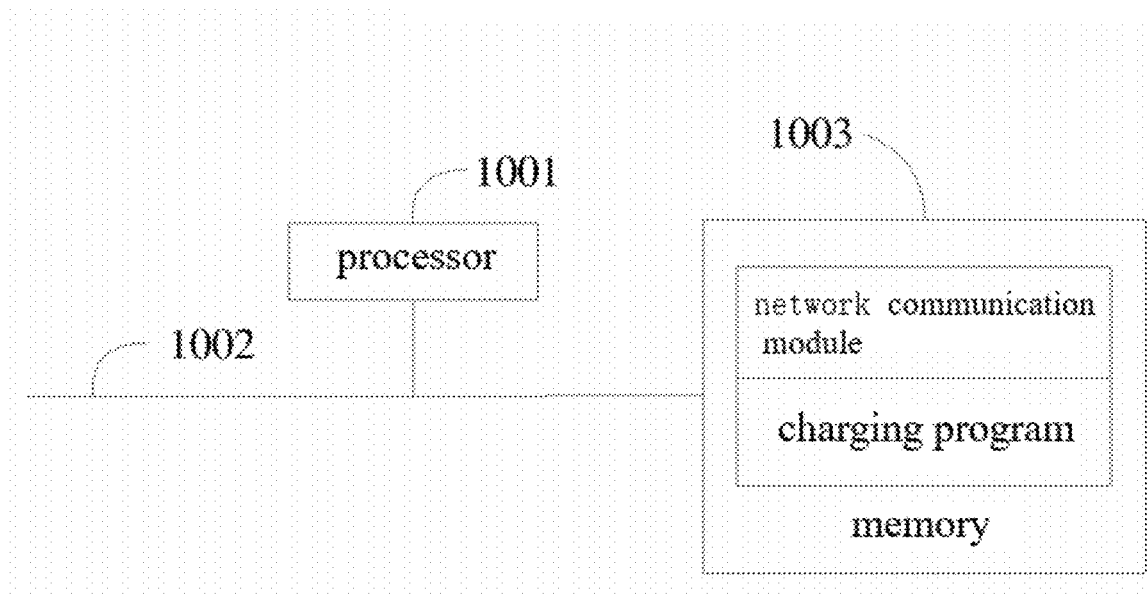 1003
1001
processor
network communication
module
1002
charging program
memory